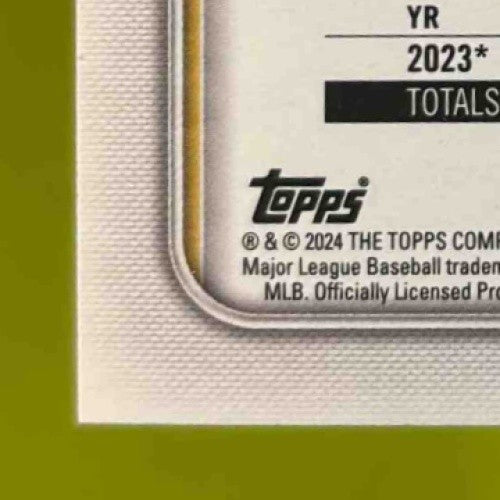 YR
2023*
TOTALS
Topps
® & © 2024 THE TOPPS
Major League Baseball
MLB. Officially Licensed